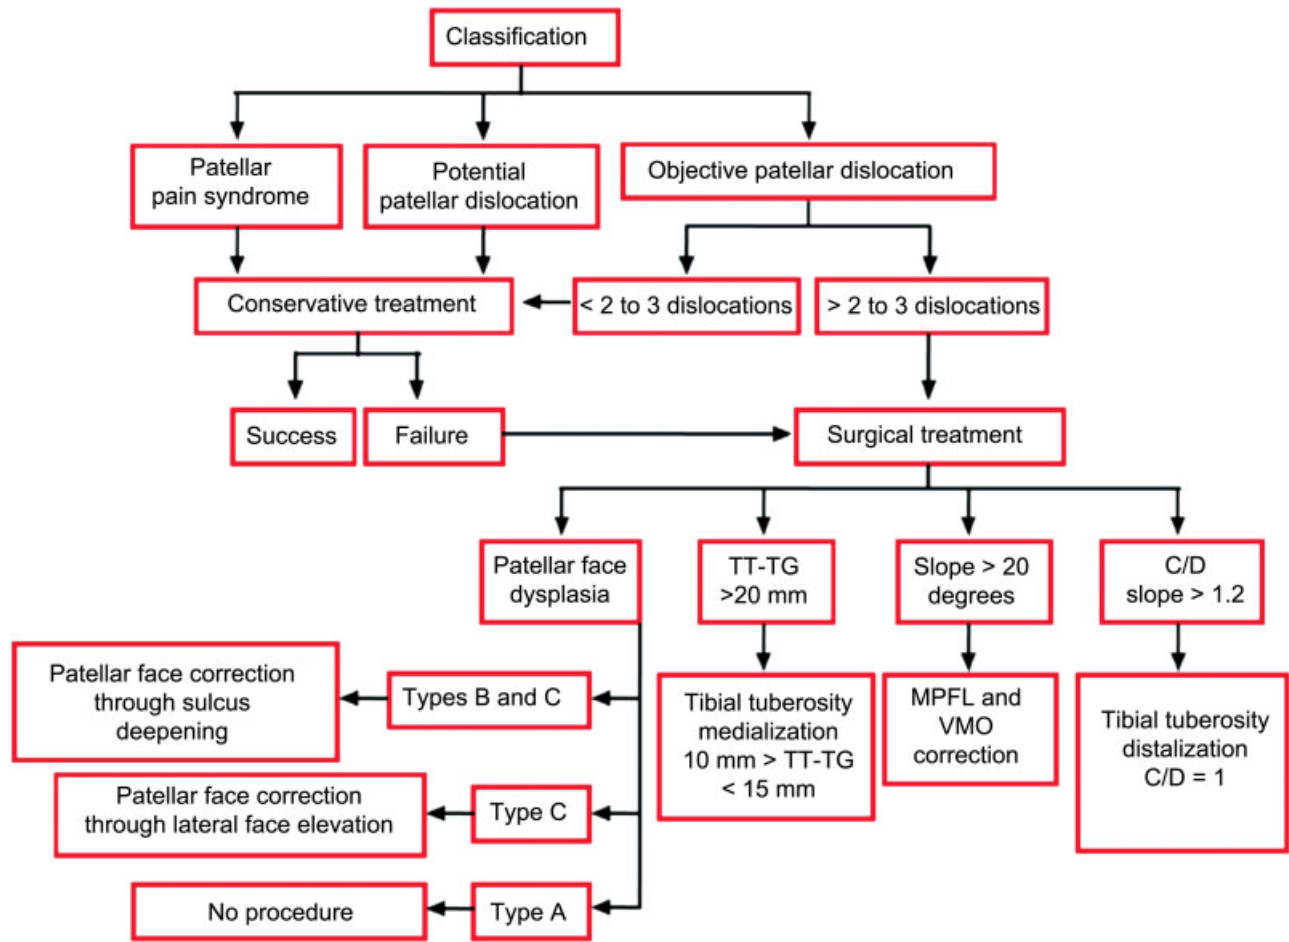 Classification
Patellar
pain syndrome
Potential
patellar dislocation
Objective patellar dislocation
Conservative treatment
< 2 to 3 dislocations
> 2 to 3 dislocations
Success
Failure
Surgical treatment
Patellar face
dysplasia
TT-TG
>20 mm
Slope > 20
degrees
C/D
slope > 1.2
Patellar face correction
through sulcus
deepening
Types B and C
Tibial tuberosity
medialization
10 mm > TT-TG
< 15 mm
MPFL and
VMO
correction
Tibial tuberosity
distalization
C/D = 1
Patellar face correction
through lateral face elevation
Type C
No procedure
Type A